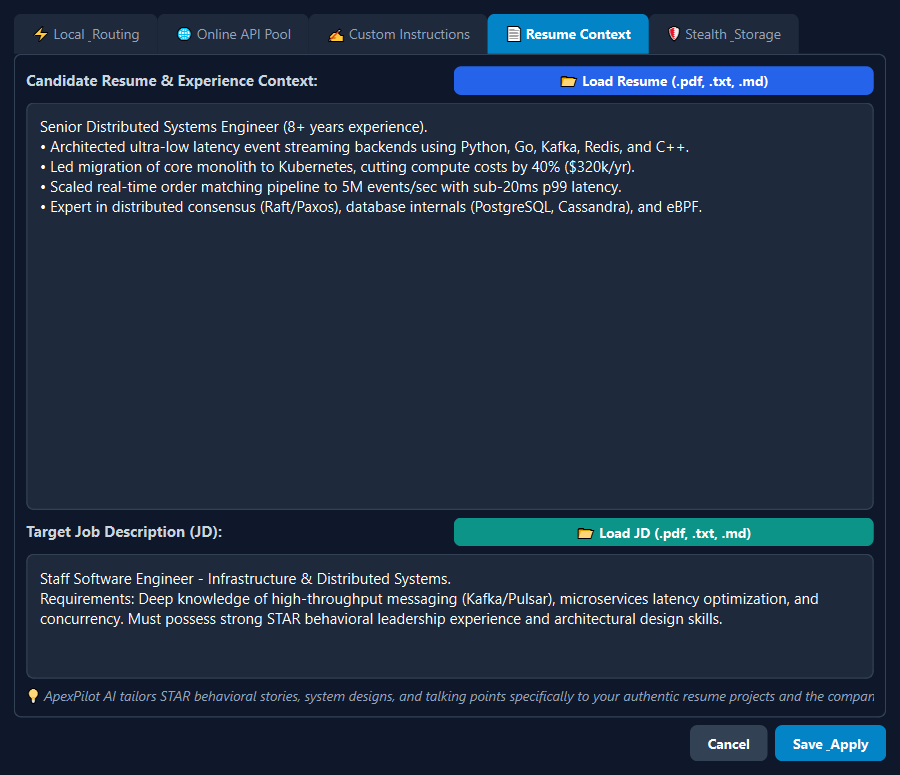 ⚡ Local_Routing
🌐 Online API Pool
✍ Custom Instructions
📄 Resume Context
🛡 Stealth_Storage
Candidate Resume & Experience Context:
📂 Load Resume (.pdf, .txt, .md)
Senior Distributed Systems Engineer (8+ years experience).
• Architected ultra-low latency event streaming backends using Python, Go, Kafka, Redis, and C++.
• Led migration of core monolith to Kubernetes, cutting compute costs by 40% ($320k/yr).
• Scaled real-time order matching pipeline to 5M events/sec with sub-20ms p99 latency.
• Expert in distributed consensus (Raft/Paxos), database internals (PostgreSQL, Cassandra), and eBPF.
Target Job Description (JD):
📂 Load JD (.pdf, .txt, .md)
Staff Software Engineer - Infrastructure & Distributed Systems.
Requirements: Deep knowledge of high-throughput messaging (Kafka/Pulsar), microservices latency optimization, and
concurrency. Must possess strong STAR behavioral leadership experience and architectural design skills.
💡 ApexPilot AI tailors STAR behavioral stories, system designs, and talking points specifically to your authentic resume projects and the compan
Cancel
Save_Apply